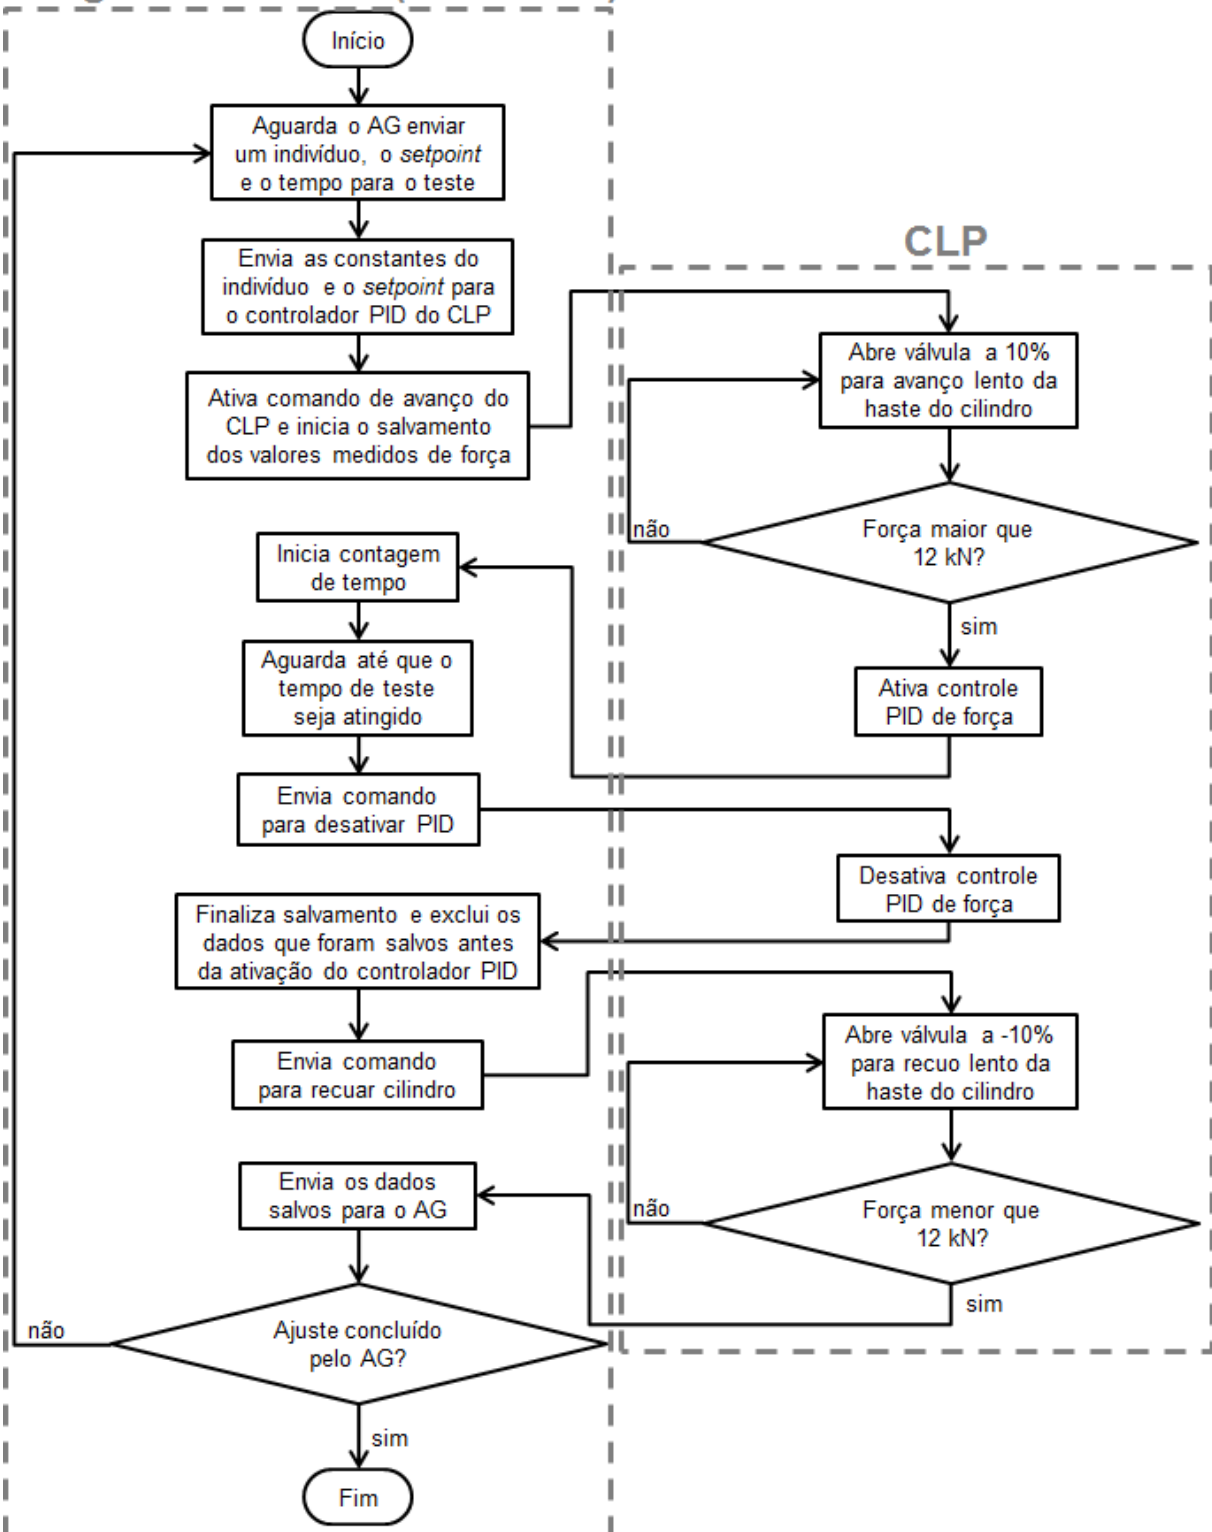 Início
Aguarda o AG enviar
um indivíduo, o setpoint
e o tempo para o teste
Envia as constantes do
indivíduo e o setpoint para
o controlador PID do CLP
Ativa comando de avanço do
CLP e inicia o salvamento
dos valores medidos de força
CLP
Abre válvula a 10%
para avanço lento da
haste do cilindro
não
Força maior que
12 kN?
sim
Ativa controle
PID de força
Inicia contagem
de tempo
Aguarda até que o
tempo de teste
seja atingido
Envia comando
para desativar PID
Desativa controle
PID de força
Finaliza salvamento e exclui os
dados que foram salvos antes
da ativação do controlador PID
Envia comando
para recuar cilindro
Abre válvula a -10%
para recuo lento da
haste do cilindro
não
Força menor que
12 kN?
sim
Envia os dados
salvos para o AG
não
Ajuste concluído
pelo AG?
sim
Fim